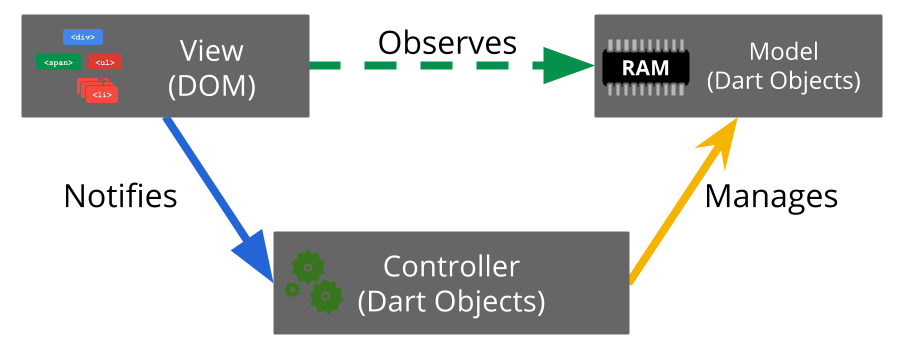 <div>
<span> <ul>
<li>
View
(DOM)
Observes
RAM
Model
(Dart Objects)
Notifies
Manages
Controller
(Dart Objects)